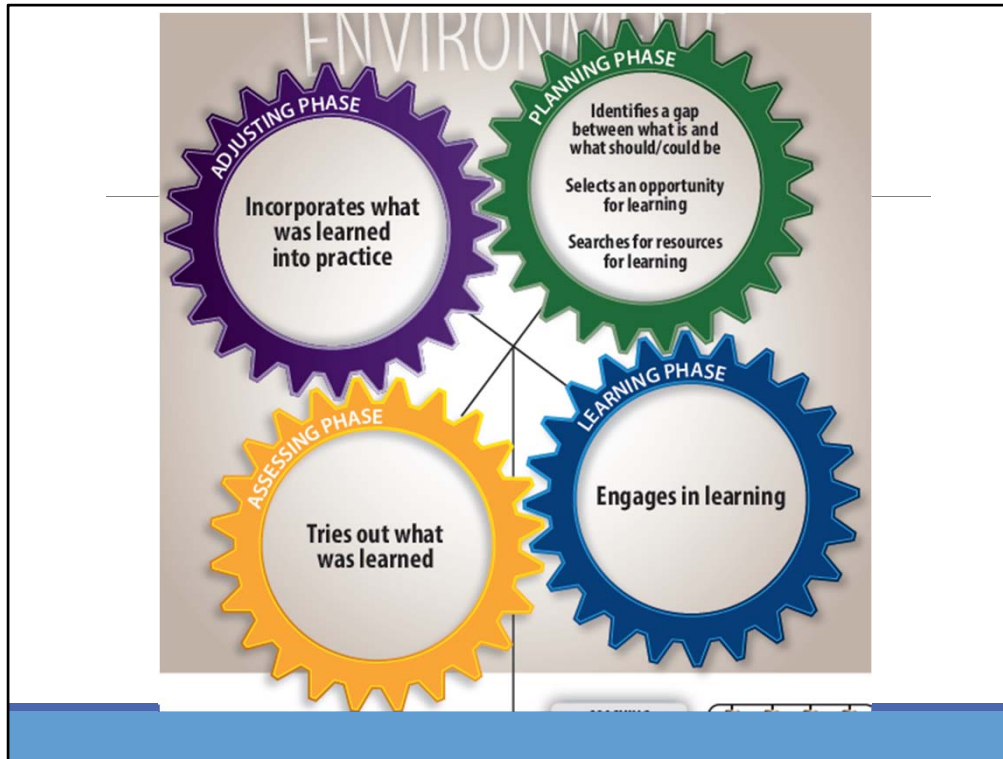 ENVIRONMENT
ADJUSTING PHASE
Incorporates what
was learned
into practice
PLANNING PHASE
Identifies a gap
between what is and
what should/could be
Selects an opportunity
for learning
Searches for resources
for learning
ASSESSING PHASE
Tries out what
was learned
LEARNING PHASE
Engages in learning